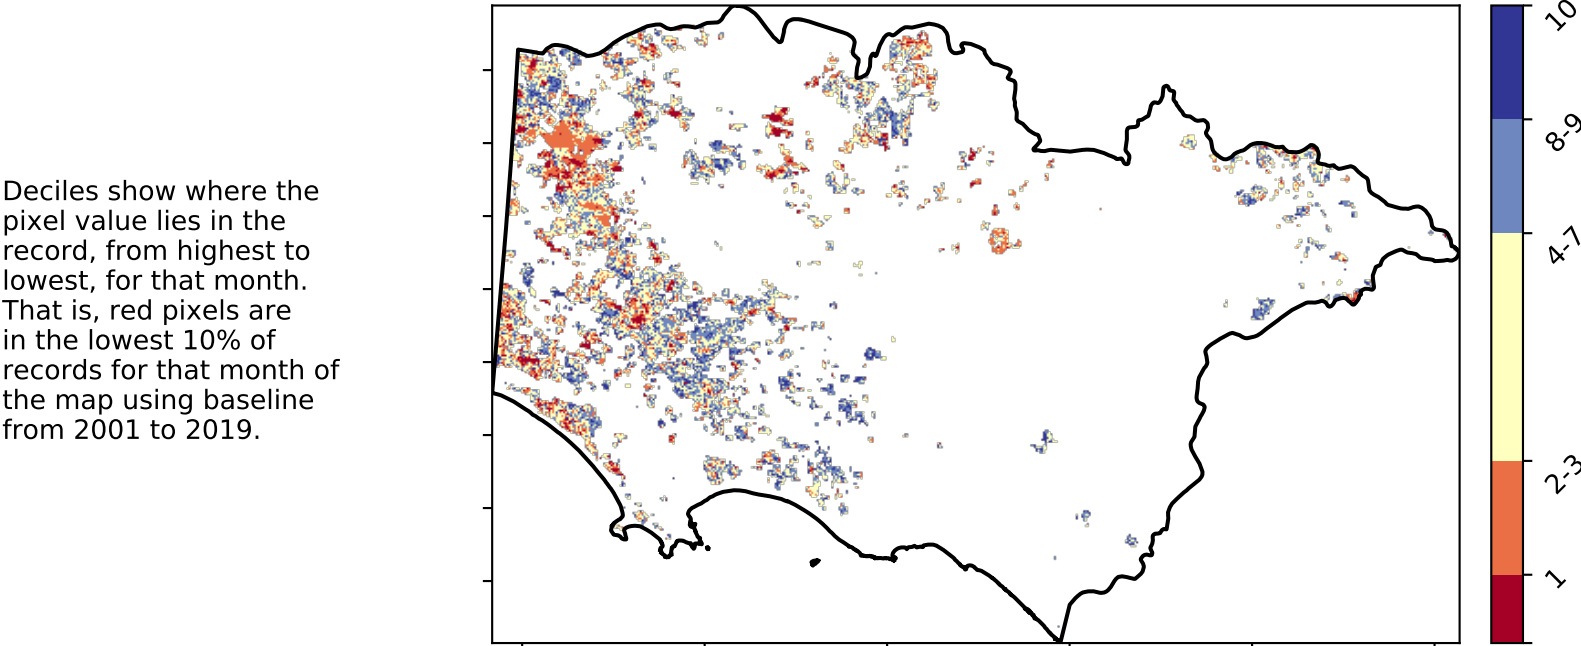 Deciles show where the
pixel value lies in the
record, from highest to
lowest, for that month.
That is, red pixels are
in the lowest 10% of
records for that month of
the map using baseline
from 2001 to 2019.
10
8-9
4-7
2-3
1